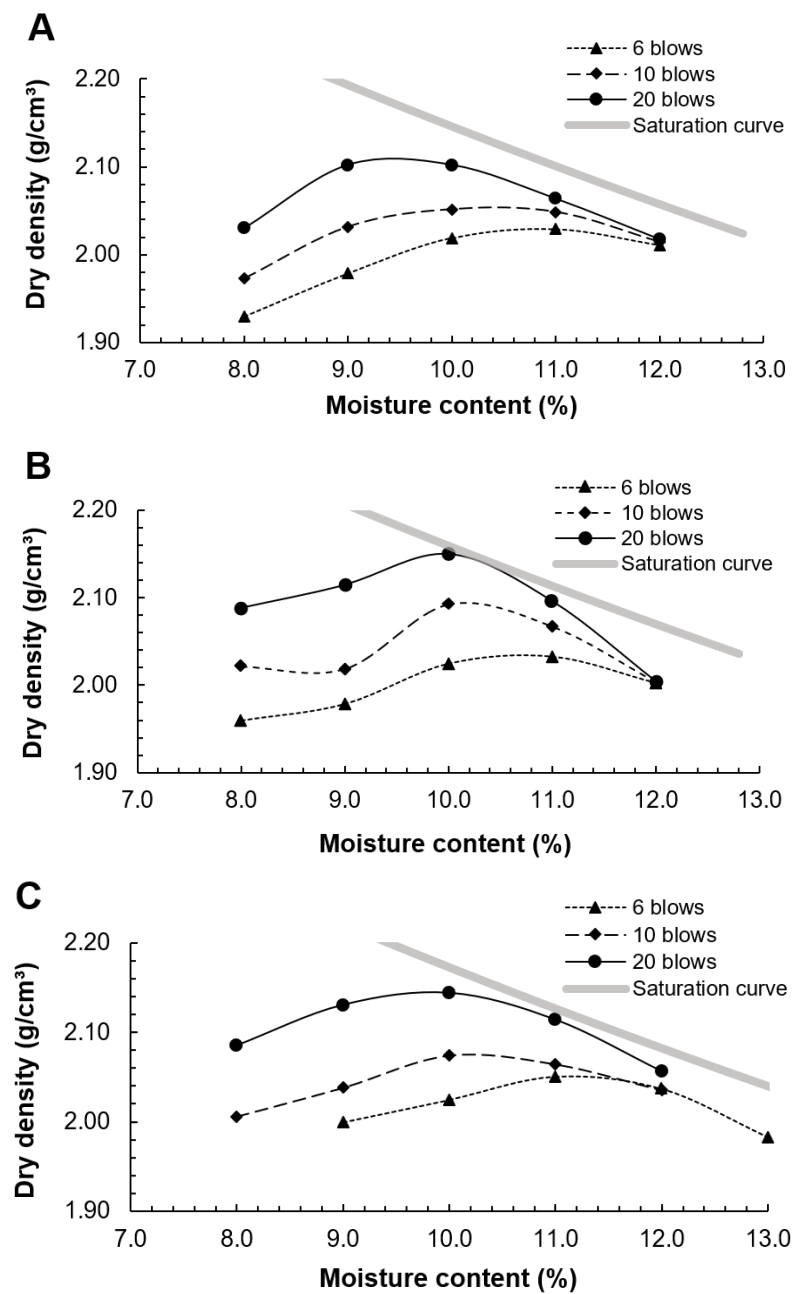 A
6 blows
10 blows
20 blows
Saturation curve
Dry density (g/cm³)
2.20
2.10
2.00
1.90
7.0 8.0 9.0 10.0 11.0 12.0 13.0
Moisture content (%)
B
6 blows
10 blows
20 blows
Saturation curve
Dry density (g/cm³)
2.20
2.10
2.00
1.90
7.0 8.0 9.0 10.0 11.0 12.0 13.0
Moisture content (%)
C
6 blows
10 blows
20 blows
Saturation curve
Dry density (g/cm³)
2.20
2.10
2.00
1.90
7.0 8.0 9.0 10.0 11.0 12.0 13.0
Moisture content (%)